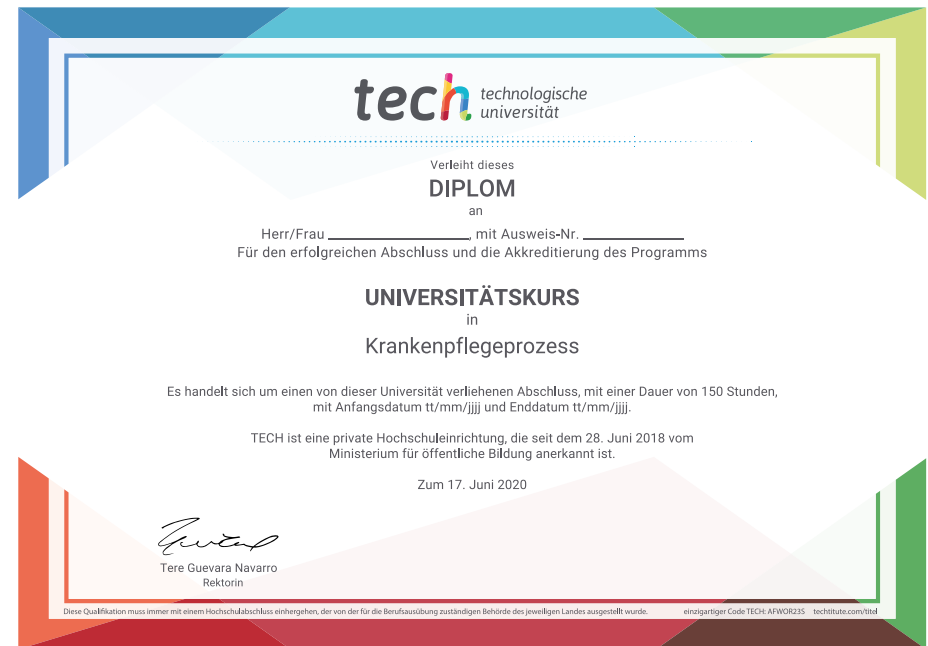 tech technologische
universität
Verleiht dieses
DIPLOM
an
Herr/Frau ________________, mit Ausweis-Nr. ____________
Für den erfolgreichen Abschluss und die Akkreditierung des Programms
UNIVERSITÄTSKURS
in
Krankenpflegeprozess
Es handelt sich um einen von dieser Universität verliehenen Abschluss, mit einer Dauer von 150 Stunden,
mit Anfangsdatum tt/mm/jjjj und Enddatum tt/mm/jjjj.
TECH ist eine private Hochschuleinrichtung, die seit dem 28. Juni 2018 vom
Ministerium für öffentliche Bildung anerkannt ist.
Zum 17. Juni 2020
Tere Guevara Navarro
Rektorin
Diese Qualifikation muss immer mit einem Hochschulabschluss einhergehen, der von der für die Berufsausübung zuständigen Behörde des jeweiligen Landes ausgestellt wurde. einzigartiger Code TECH: AFWOR23S techtitute.com/titel